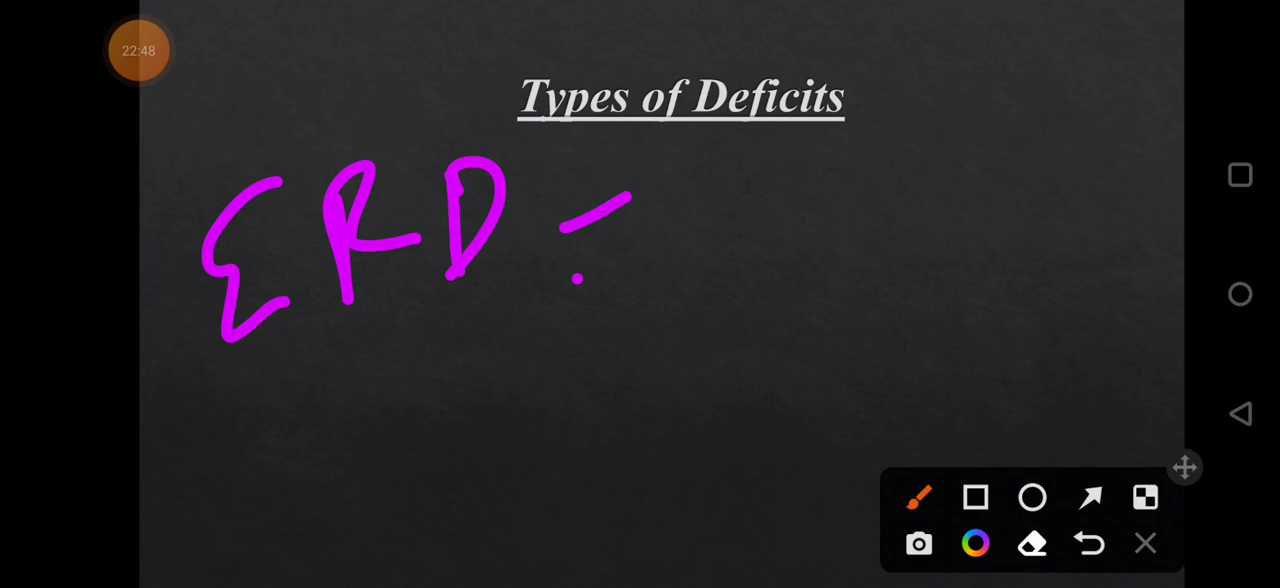 22:48
Types of Deficits
ERD =